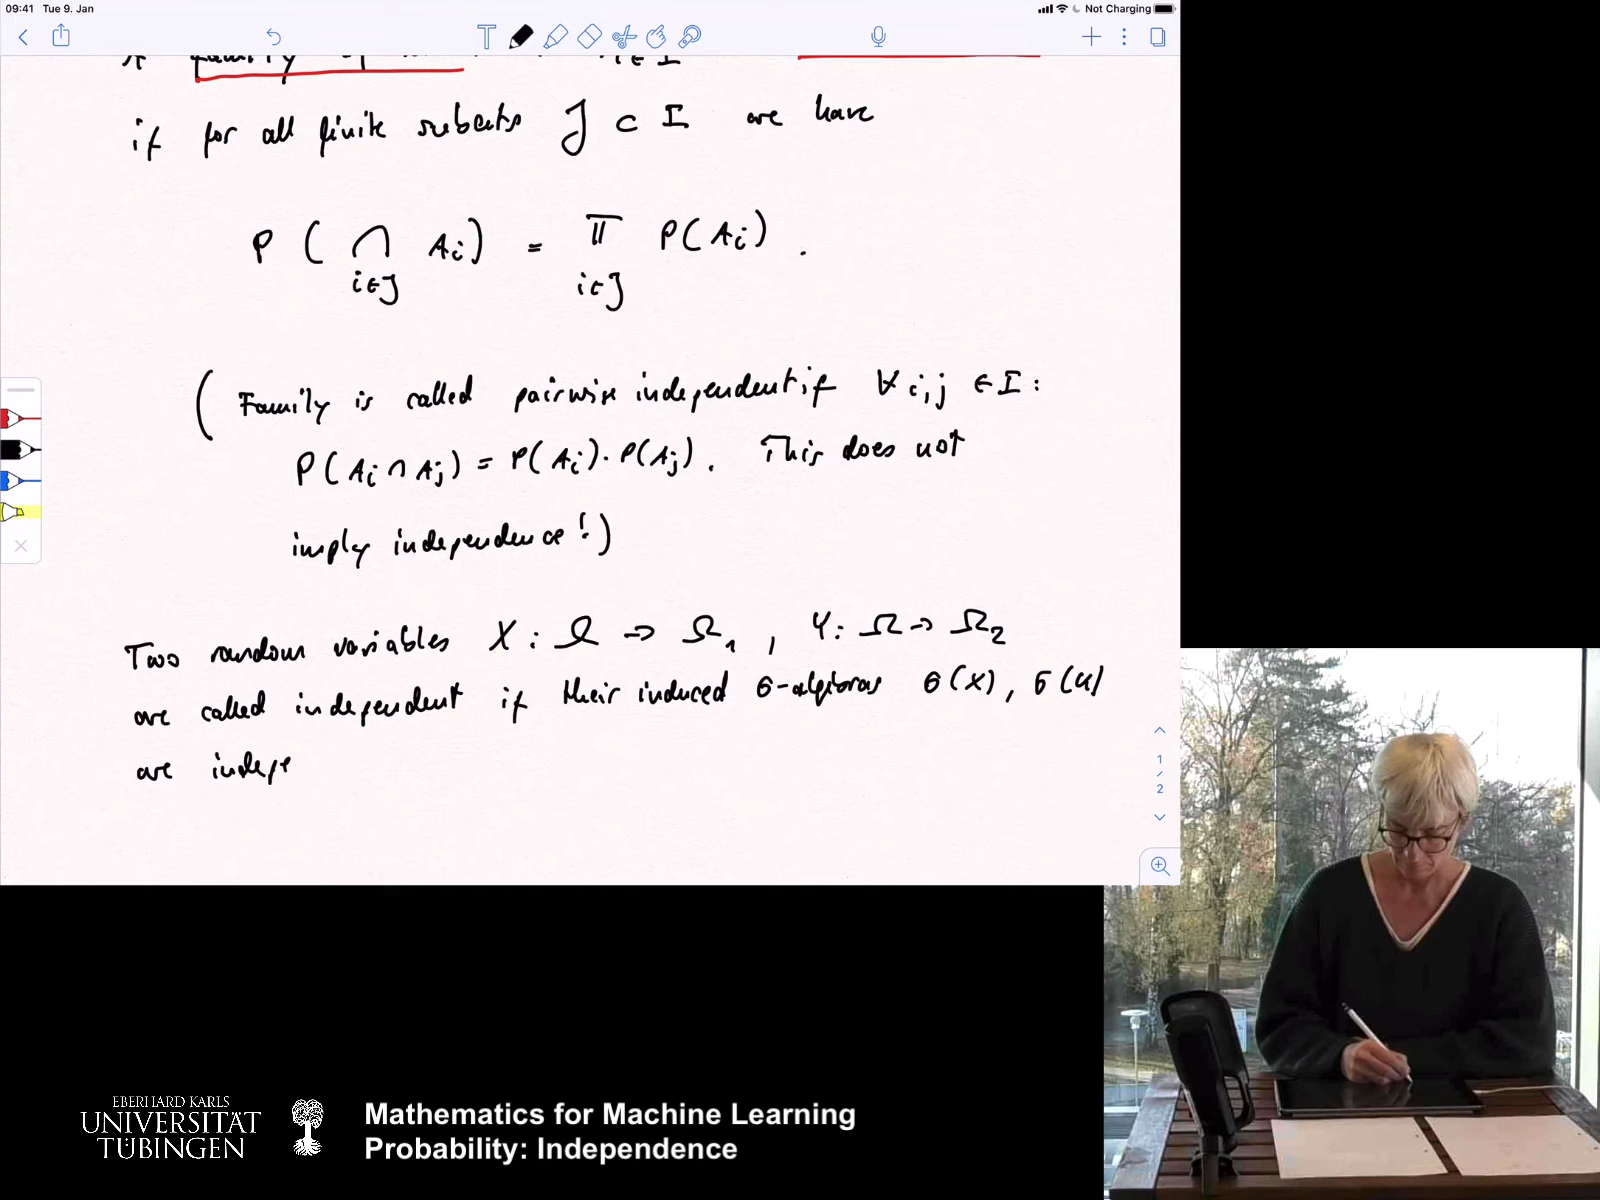 09:41 Tue 9. Jan
Not Charging
if for all finite subsets J ⊂ I we have
P ( ⋂ i∈J Ai ) = ∏ i∈J P(Ai) .
( Family is called pairwise independent if ∀ i,j ∈ I :
P( Ai ∩ Aj ) = P( Ai ) · P( Aj ) . This does not
imply independence ! )
Two random variables X : Ω → Ω1 , Y : Ω → Ω2
are called independent if their induced σ-algebras σ(X) , σ(Y)
are indepe
1
/
2
EBERHARD KARLS
UNIVERSITÄT
TÜBINGEN
Mathematics for Machine Learning
Probability: Independence